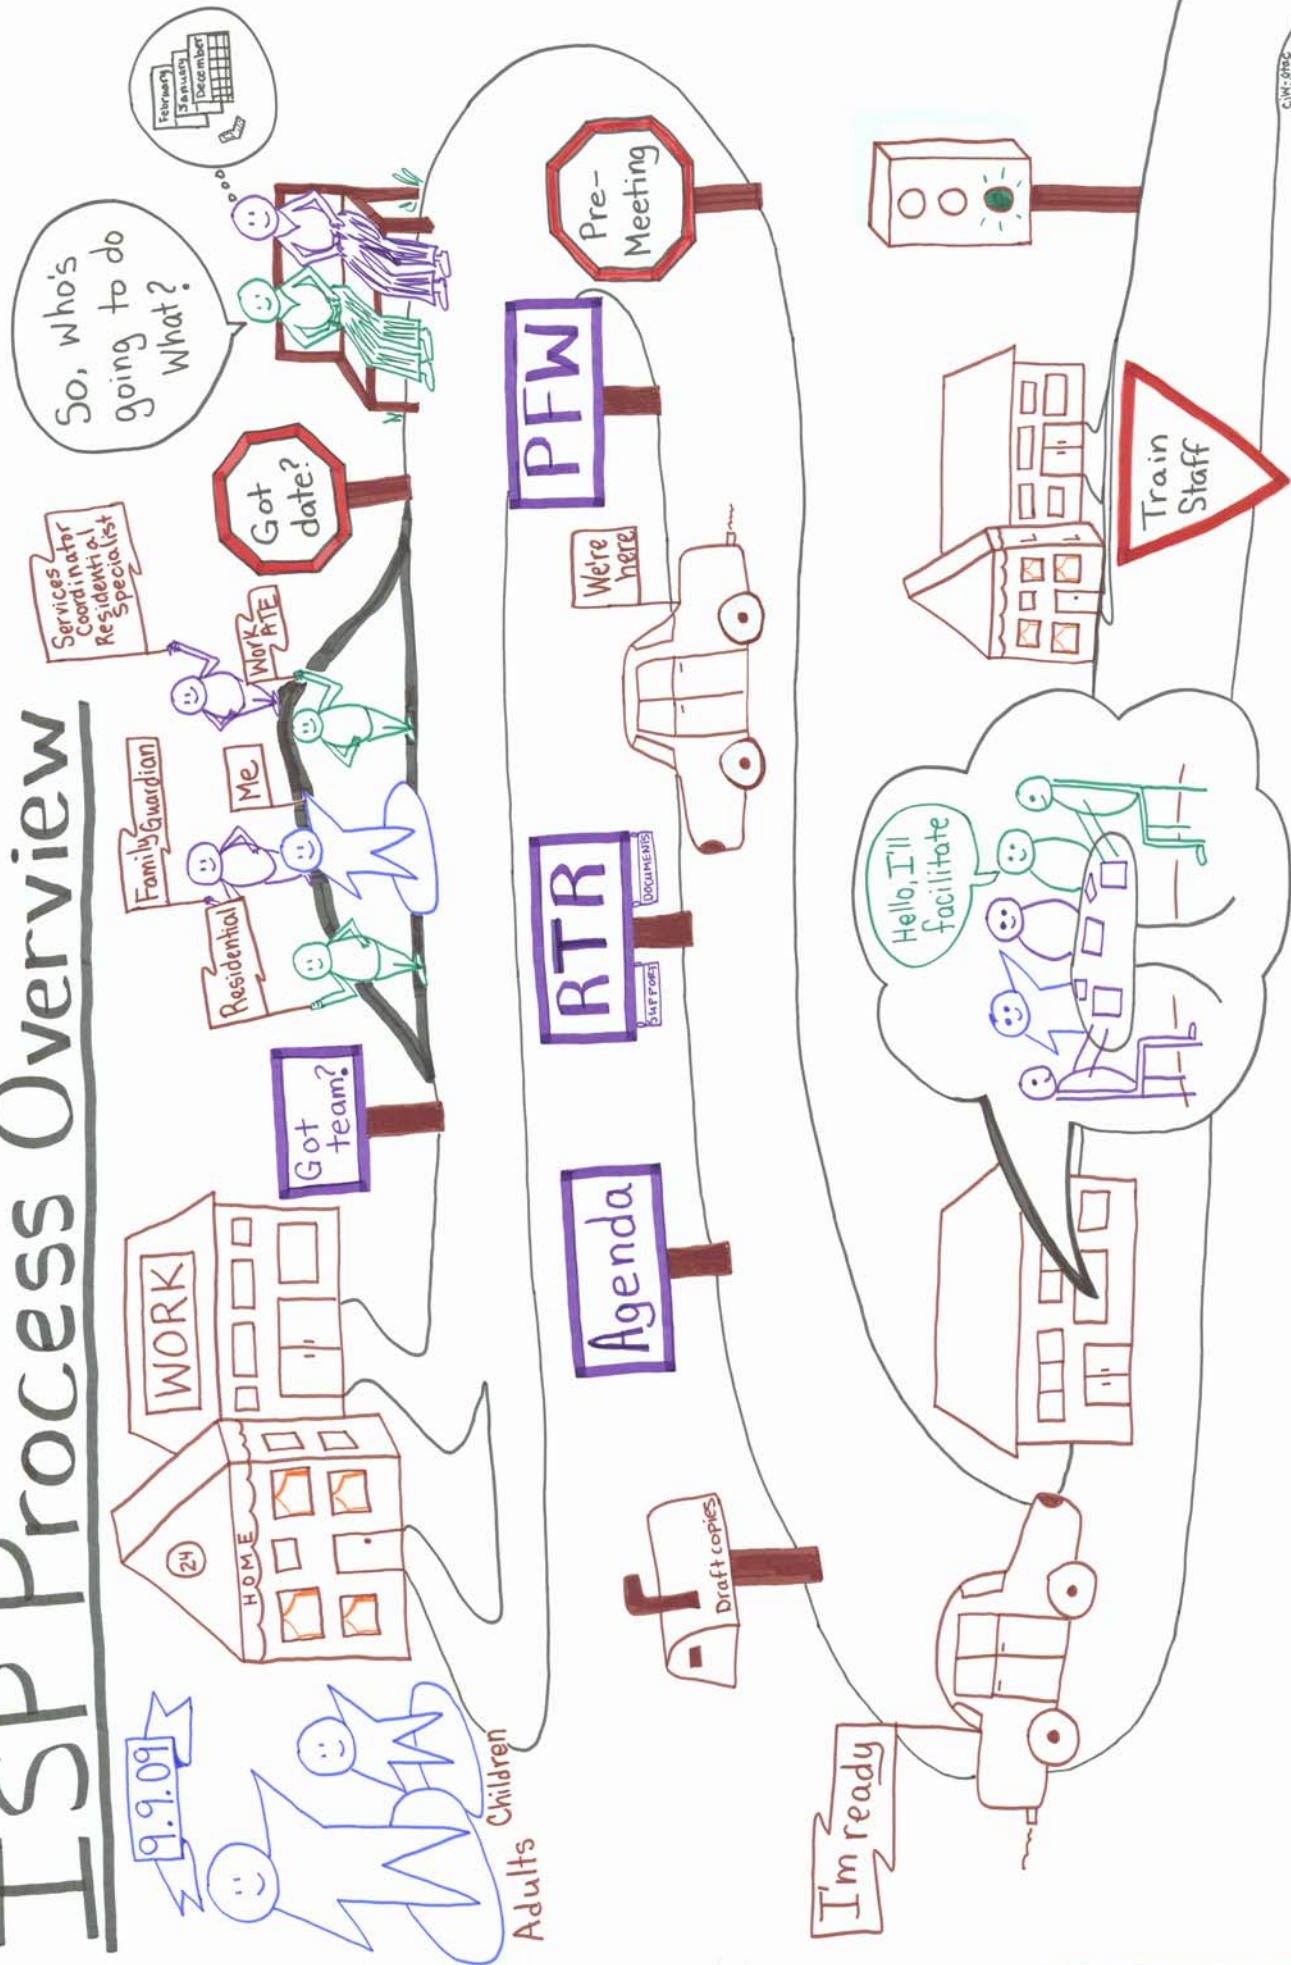 ISP Process Overview
9.9.09
Adults
Children
24
HOME
WORK
Got
team?
Residential
Family/Guardian
Me
Work
ATE
Services
Coordinator
Residential
Specialist
Got
date?
So, who's
going to do
what?
February
January
December
Pre-
Meeting
PFW
We're
here
RTR
SUPPORT
DOCUMENTS
Agenda
Draft copies
I'm ready
Hello, I'll
facilitate
Train
Staff